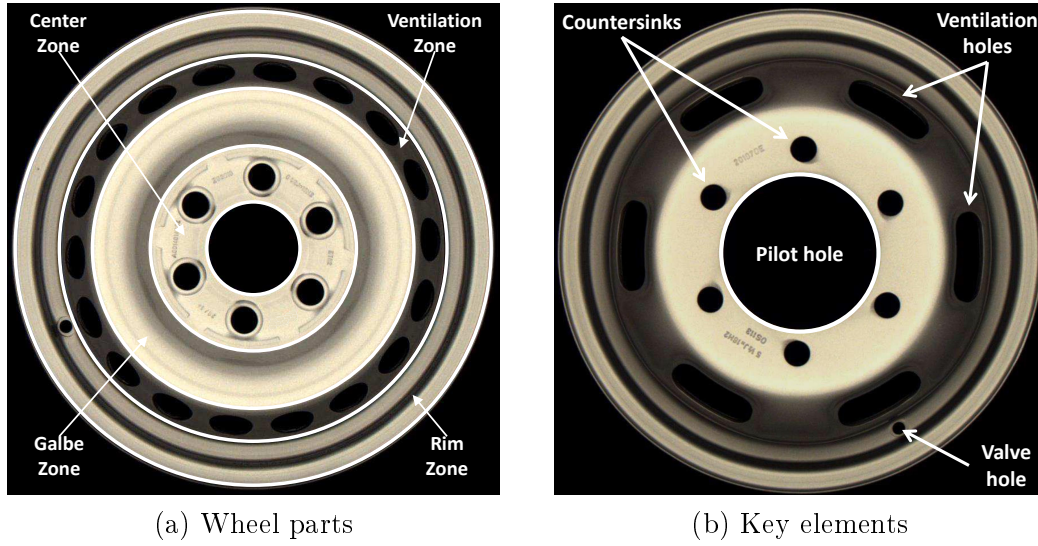 Center
Zone
Ventilation
Zone
Galbe
Zone
Rim
Zone
Countersinks
Ventilation
holes
Pilot hole
Valve
hole
(a) Wheel parts
(b) Key elements